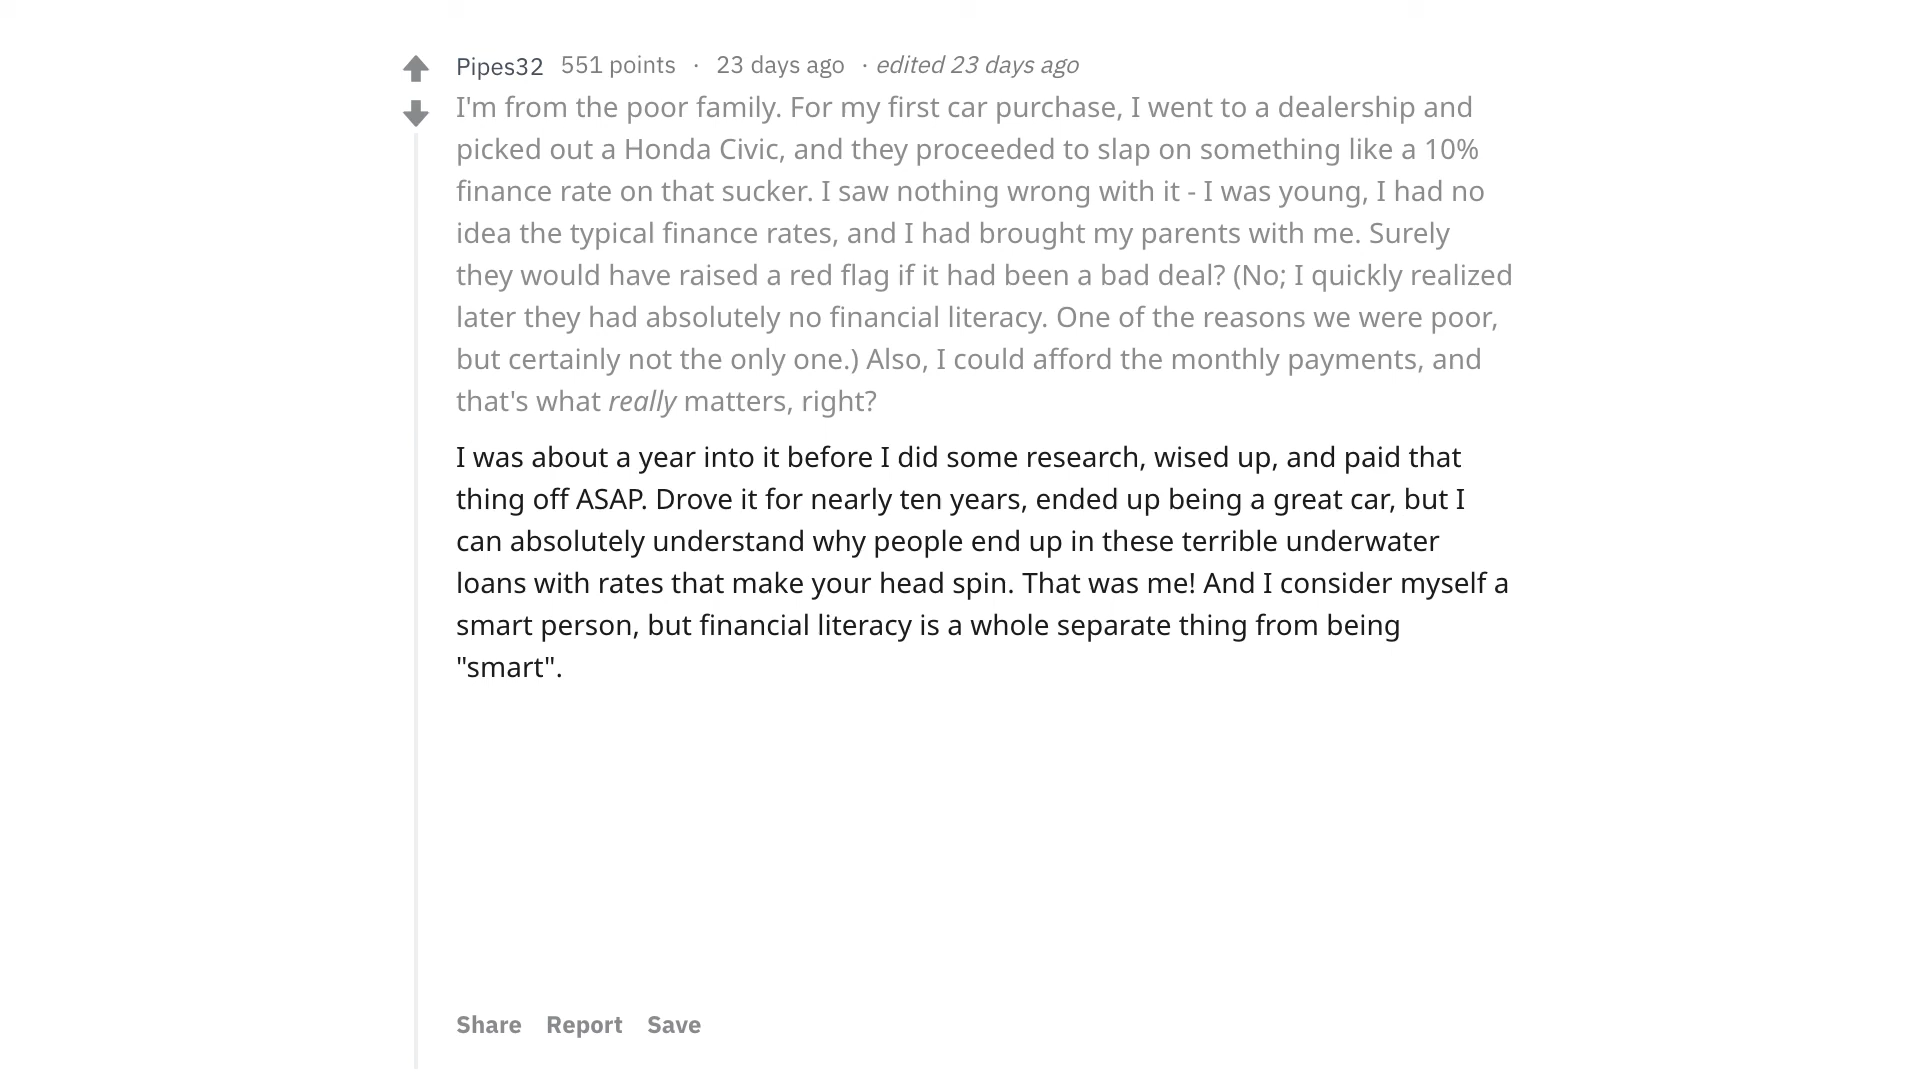 Pipes32 551 points · 23 days ago · edited 23 days ago
I'm from the poor family. For my first car purchase, I went to a dealership and
picked out a Honda Civic, and they proceeded to slap on something like a 10%
finance rate on that sucker. I saw nothing wrong with it - I was young, I had no
idea the typical finance rates, and I had brought my parents with me. Surely
they would have raised a red flag if it had been a bad deal? (No; I quickly realized
later they had absolutely no financial literacy. One of the reasons we were poor,
but certainly not the only one.) Also, I could afford the monthly payments, and
that's what really matters, right?
I was about a year into it before I did some research, wised up, and paid that
thing off ASAP. Drove it for nearly ten years, ended up being a great car, but I
can absolutely understand why people end up in these terrible underwater
loans with rates that make your head spin. That was me! And I consider myself a
smart person, but financial literacy is a whole separate thing from being
"smart".
Share Report Save